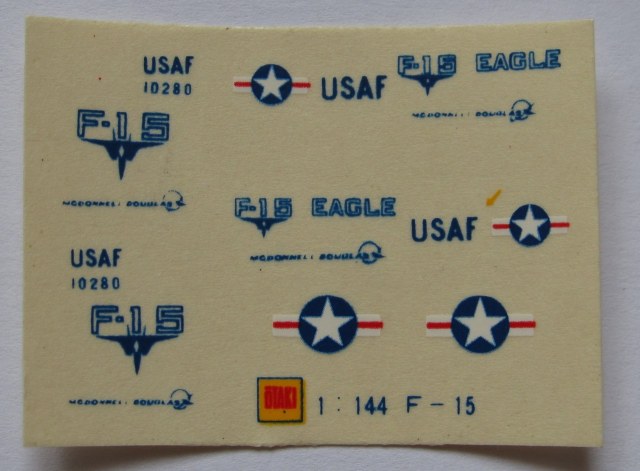 USAF
10280
USAF
F-15 EAGLE
MCDONNELL DOUGLAS
F-15
MCDONNELL DOUGLAS
F-15 EAGLE
MCDONNELL DOUGLAS
USAF
USAF
10280
F-15
MCDONNELL DOUGLAS
OTAKI
1:144 F-15